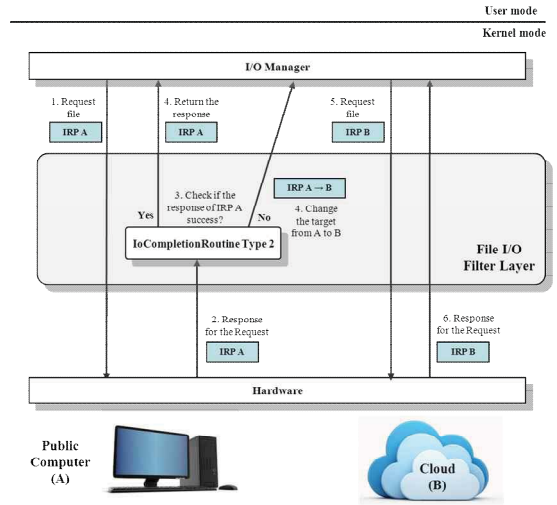 User mode
Kernel mode
I/O Manager
1. Request
file
IRP A
4. Return the
response
IRP A
5. Request
file
IRP B
IRP A → B
3. Check if the
response of IRP A
success?
Yes
No
4. Change
the target
from A to B
IoCompletionRoutine Type 2
File I/O
Filter Layer
2. Response
for the Request
IRP A
6. Response
for the Request
IRP B
Hardware
Public
Computer
(A)
Cloud
(B)